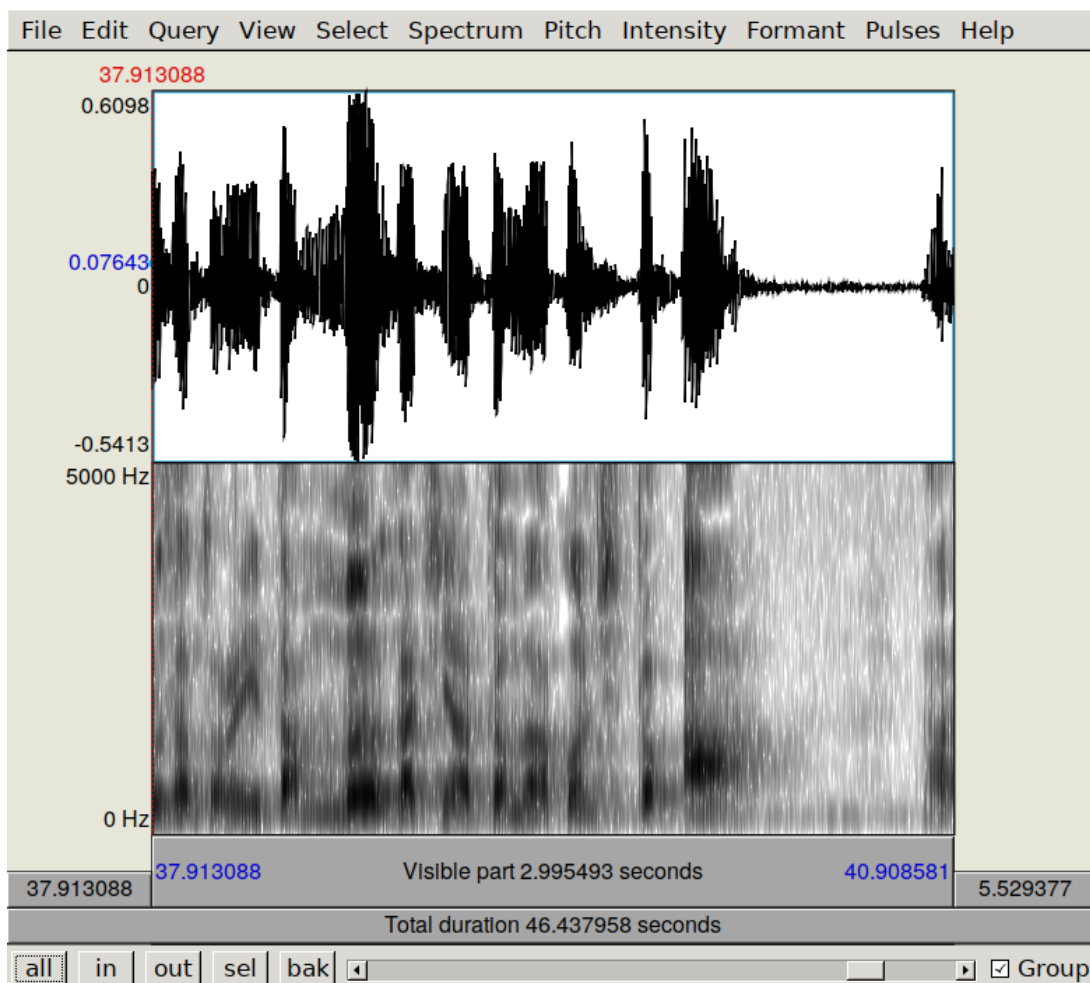 File Edit Query View Select Spectrum Pitch Intensity Formant Pulses Help
37.913088
0.6098
0.07643
0
-0.5413
5000 Hz
0 Hz
37.913088 Visible part 2.995493 seconds 40.908581
37.913088 5.529377
Total duration 46.437958 seconds
all in out sel bak Group